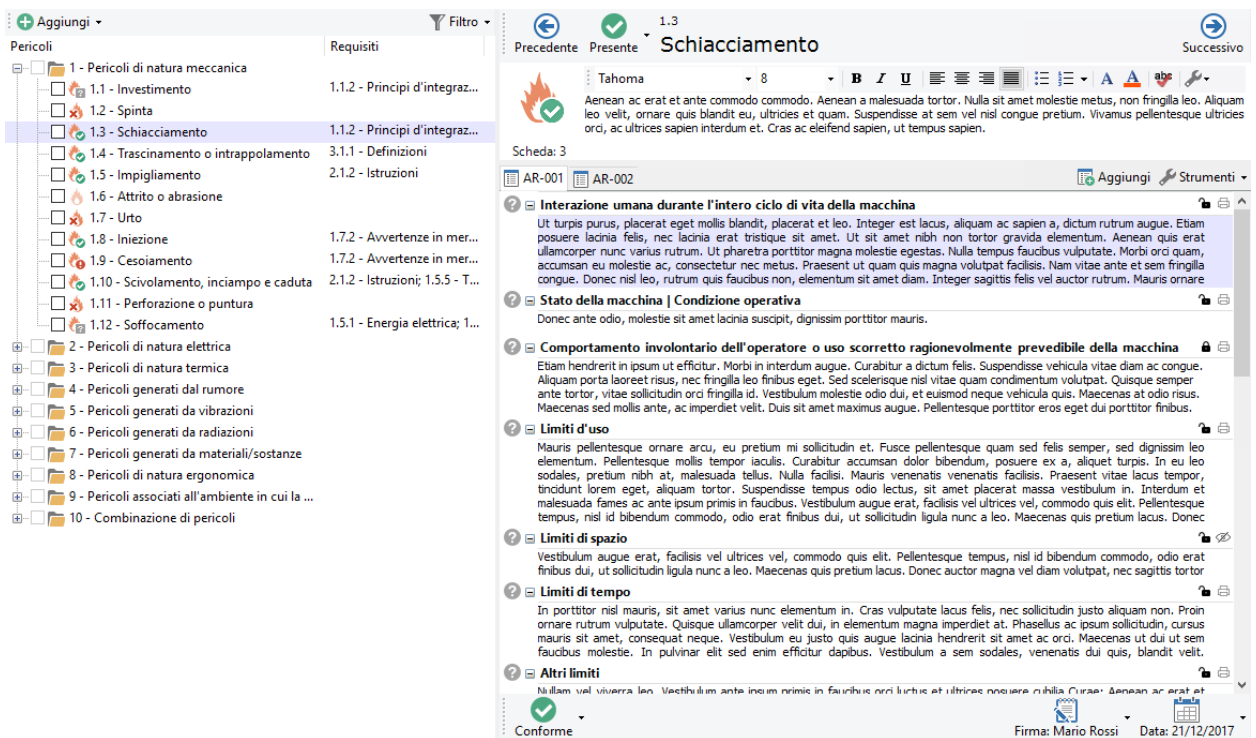 Aggiungi
Filtro
Pericoli
Requisiti
1 - Pericoli di natura meccanica
1.1 - Investimento
1.1.2 - Principi d'integraz...
1.2 - Spinta
1.3 - Schiacciamento
1.1.2 - Principi d'integraz...
1.4 - Trascinamento o intrappolamento
3.1.1 - Definizioni
1.5 - Impigliamento
2.1.2 - Istruzioni
1.6 - Attrito o abrasione
1.7 - Urto
1.8 - Iniezione
1.7.2 - Avvertenze in mer...
1.9 - Cesoiamento
1.7.2 - Avvertenze in mer...
1.10 - Scivolamento, inciampo e caduta
2.1.2 - Istruzioni; 1.5.5 - T...
1.11 - Perforazione o puntura
1.12 - Soffocamento
1.5.1 - Energia elettrica; 1...
2 - Pericoli di natura elettrica
3 - Pericoli di natura termica
4 - Pericoli generati dal rumore
5 - Pericoli generati da vibrazioni
6 - Pericoli generati da radiazioni
7 - Pericoli generati da materiali/sostanze
8 - Pericoli di natura ergonomica
9 - Pericoli associati all'ambiente in cui la ...
10 - Combinazione di pericoli
Precedente
Presente
1.3
Schiacciamento
Successivo
Tahoma
8
B I U
A A abc
Aenean ac erat et ante commodo commodo. Aenean a malesuada tortor. Nulla sit amet molestie metus, non fringilla leo. Aliquam
leo velit, ornare quis blandit eu, ultricies et quam. Suspendisse at sem vel nisl congue pretium. Vivamus pellentesque ultricies
orci, ac ultrices sapien interdum et. Cras ac eleifend sapien, ut tempus sapien.
Scheda: 3
AR-001
AR-002
Aggiungi
Strumenti
Interazione umana durante l'intero ciclo di vita della macchina
Ut turpis purus, placerat eget mollis blandit, placerat et leo. Integer est lacus, aliquam ac sapien a, dictum rutrum augue. Etiam
posuere lacinia felis, nec lacinia erat tristique sit amet. Ut sit amet nibh non tortor gravida elementum. Aenean quis erat
ullamcorper nunc varius rutrum. Ut pharetra porttitor magna molestie egestas. Nulla tempus faucibus vulputate. Morbi orci quam,
accumsan eu molestie ac, consectetur nec metus. Praesent ut quam quis magna volutpat facilisis. Nam vitae ante et sem fringilla
congue. Donec nisl leo, rutrum quis faucibus non, elementum sit amet diam. Integer sagittis felis vel auctor rutrum. Mauris ornare
Stato della macchina | Condizione operativa
Donec ante odio, molestie sit amet lacinia suscipit, dignissim porttitor mauris.
Comportamento involontario dell'operatore o uso scorretto ragionevolmente prevedibile della macchina
Etiam hendrerit in ipsum ut efficitur. Morbi in interdum augue. Curabitur a dictum felis. Suspendisse vehicula vitae diam ac congue.
Aliquam porta laoreet risus, nec fringilla leo finibus eget. Sed scelerisque nisl vitae quam condimentum volutpat. Quisque semper
ante tortor, vitae sollicitudin orci fringilla id. Vestibulum molestie odio dui, et euismod neque vehicula quis. Maecenas at odio risus.
Maecenas sed mollis ante, ac imperdiet velit. Duis sit amet maximus augue. Pellentesque porttitor eros eget dui porttitor finibus.
Limiti d'uso
Mauris pellentesque ornare arcu, eu pretium mi sollicitudin et. Fusce pellentesque quam sed felis semper, sed dignissim leo
elementum. Pellentesque mollis tempor iaculis. Curabitur accumsan dolor bibendum, posuere ex a, aliquet turpis. In eu leo
sodales, pretium nibh at, malesuada tellus. Nulla facilisi. Mauris venenatis venenatis facilisis. Praesent vitae lacus tempor,
tincidunt lorem eget, aliquam tortor. Suspendisse tempus odio lectus, sit amet placerat massa vestibulum in. Interdum et
malesuada fames ac ante ipsum primis in faucibus. Vestibulum augue erat, facilisis vel ultrices vel, commodo quis elit. Pellentesque
tempus, nisl id bibendum commodo, odio erat finibus dui, ut sollicitudin ligula nunc a leo. Maecenas quis pretium lacus. Donec
Limiti di spazio
Vestibulum augue erat, facilisis vel ultrices vel, commodo quis elit. Pellentesque tempus, nisl id bibendum commodo, odio erat
finibus dui, ut sollicitudin ligula nunc a leo. Maecenas quis pretium lacus. Donec auctor magna vel diam volutpat, nec sagittis tortor
Limiti di tempo
In porttitor nisl mauris, sit amet varius nunc elementum in. Cras vulputate lacus felis, nec sollicitudin justo aliquam non. Proin
ornare rutrum vulputate. Quisque ullamcorper velit dui, in elementum magna imperdiet at. Phasellus ac ipsum sollicitudin, cursus
mauris sit amet, consequat neque. Vestibulum eu justo quis augue lacinia hendrerit sit amet ac orci. Maecenas ut dui ut sem
faucibus molestie. In pulvinar elit sed enim efficitur dapibus. Vestibulum a sem sodales, venenatis dui quis, blandit velit.
Altri limiti
Nullam vel viverra leo. Vestibulum ante ipsum primis in faucibus orci luctus et ultrices posuere cubilia Curae; Aenean ac erat et
Conforme
Firma: Mario Rossi
Data: 21/12/2017